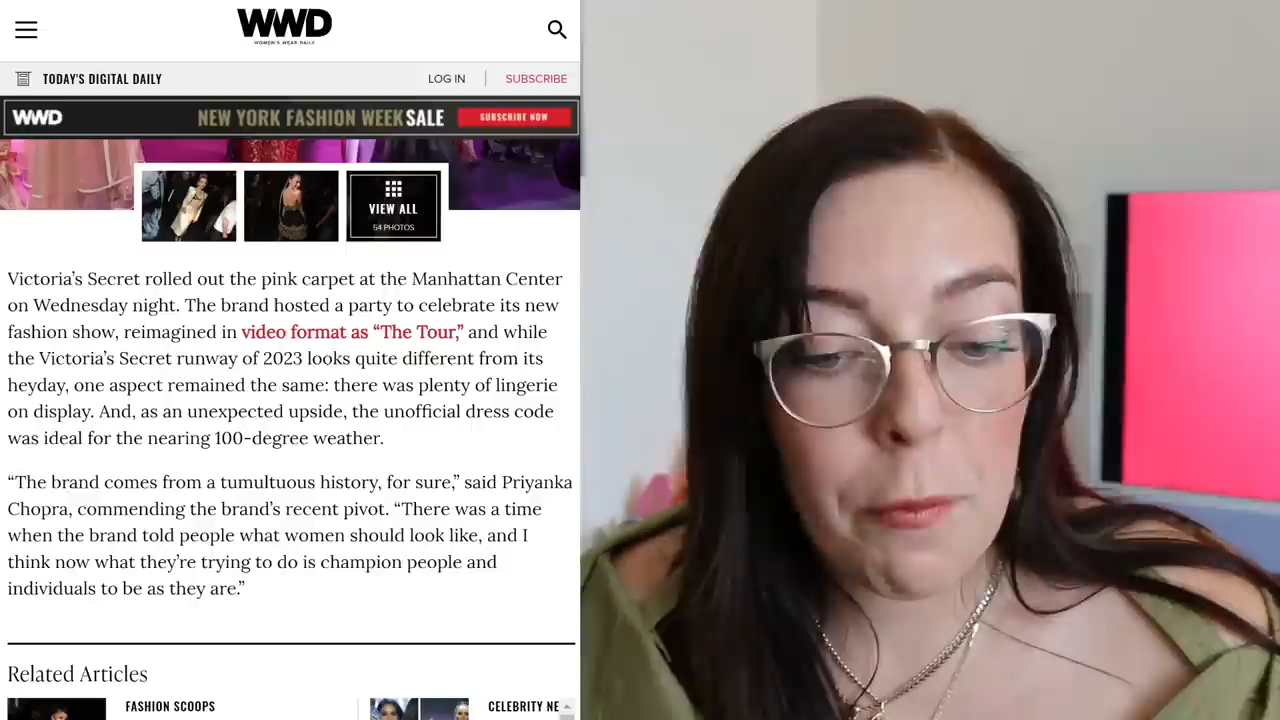 WWD
WOMEN'S WEAR DAILY
TODAY'S DIGITAL DAILY
LOG IN
SUBSCRIBE
WWD
NEW YORK FASHION WEEK SALE
SUBSCRIBE NOW
VIEW ALL
54 PHOTOS
Victoria’s Secret rolled out the pink carpet at the Manhattan Center
on Wednesday night. The brand hosted a party to celebrate its new
fashion show, reimagined in video format as “The Tour,” and while
the Victoria’s Secret runway of 2023 looks quite different from its
heyday, one aspect remained the same: there was plenty of lingerie
on display. And, as an unexpected upside, the unofficial dress code
was ideal for the nearing 100-degree weather.
“The brand comes from a tumultuous history, for sure,” said Priyanka
Chopra, commending the brand’s recent pivot. “There was a time
when the brand told people what women should look like, and I
think now what they’re trying to do is champion people and
individuals to be as they are.”
Related Articles
FASHION SCOOPS
CELEBRITY NE